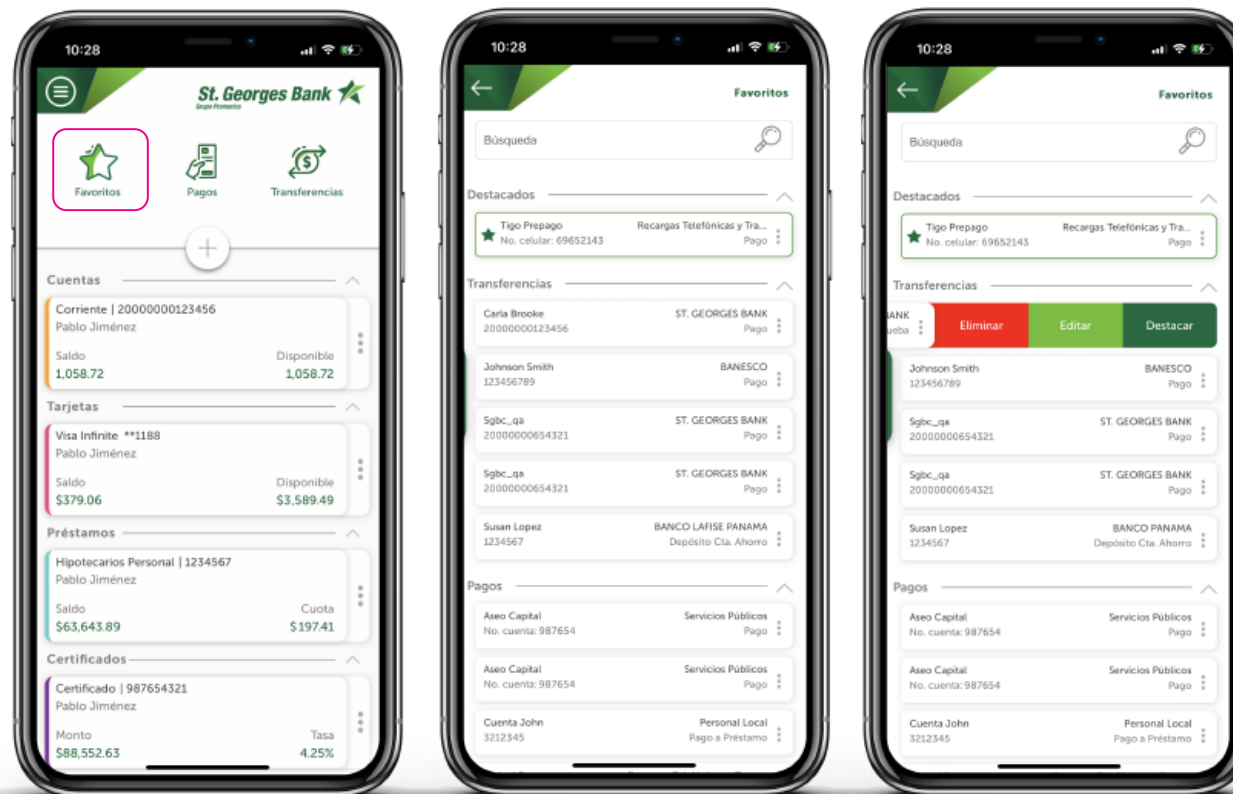 10:28
St. Georges Bank
Grupo Promerica
Favoritos
Pagos
Transferencias
Cuentas
Corriente | 20000000123456
Pablo Jiménez
Saldo Disponible
1,058.72 1,058.72
Tarjetas
Visa Infinite **1188
Pablo Jiménez
Saldo Disponible
$379.06 $3,589.49
Préstamos
Hipotecarios Personal | 1234567
Pablo Jiménez
Saldo Cuota
$63,643.89 $197.41
Certificados
Certificado | 987654321
Pablo Jiménez
Monto Tasa
$88,552.63 4.25%
10:28
Favoritos
Búsqueda
Destacados
Tigo Prepago Recargas Telefónicas y Tra...
No. celular: 69652143 Pago
Transferencias
Carla Brooke ST. GEORGES BANK
20000000123456 Pago
Johnson Smith BANESCO
123456789 Pago
Sgbc_qa ST. GEORGES BANK
20000000654321 Pago
Sgbc_qa ST. GEORGES BANK
20000000654321 Pago
Susan Lopez BANCO LAFISE PANAMA
1234567 Depósito Cta. Ahorro
Pagos
Aseo Capital Servicios Públicos
No. cuenta: 987654 Pago
Aseo Capital Servicios Públicos
No. cuenta: 987654 Pago
Cuenta John Personal Local
3212345 Pago a Préstamo
10:28
Favoritos
Búsqueda
Destacados
Tigo Prepago Recargas Telefónicas y Tra...
No. celular: 69652143 Pago
Transferencias
ANK
ueba
Eliminar
Editar
Destacar
Johnson Smith BANESCO
123456789 Pago
Sgbc_qa ST. GEORGES BANK
20000000654321 Pago
Sgbc_qa ST. GEORGES BANK
20000000654321 Pago
Susan Lopez BANCO PANAMA
1234567 Depósito Cta. Ahorro
Pagos
Aseo Capital Servicios Públicos
No. cuenta: 987654 Pago
Aseo Capital Servicios Públicos
No. cuenta: 987654 Pago
Cuenta John Personal Local
3212345 Pago a Préstamo